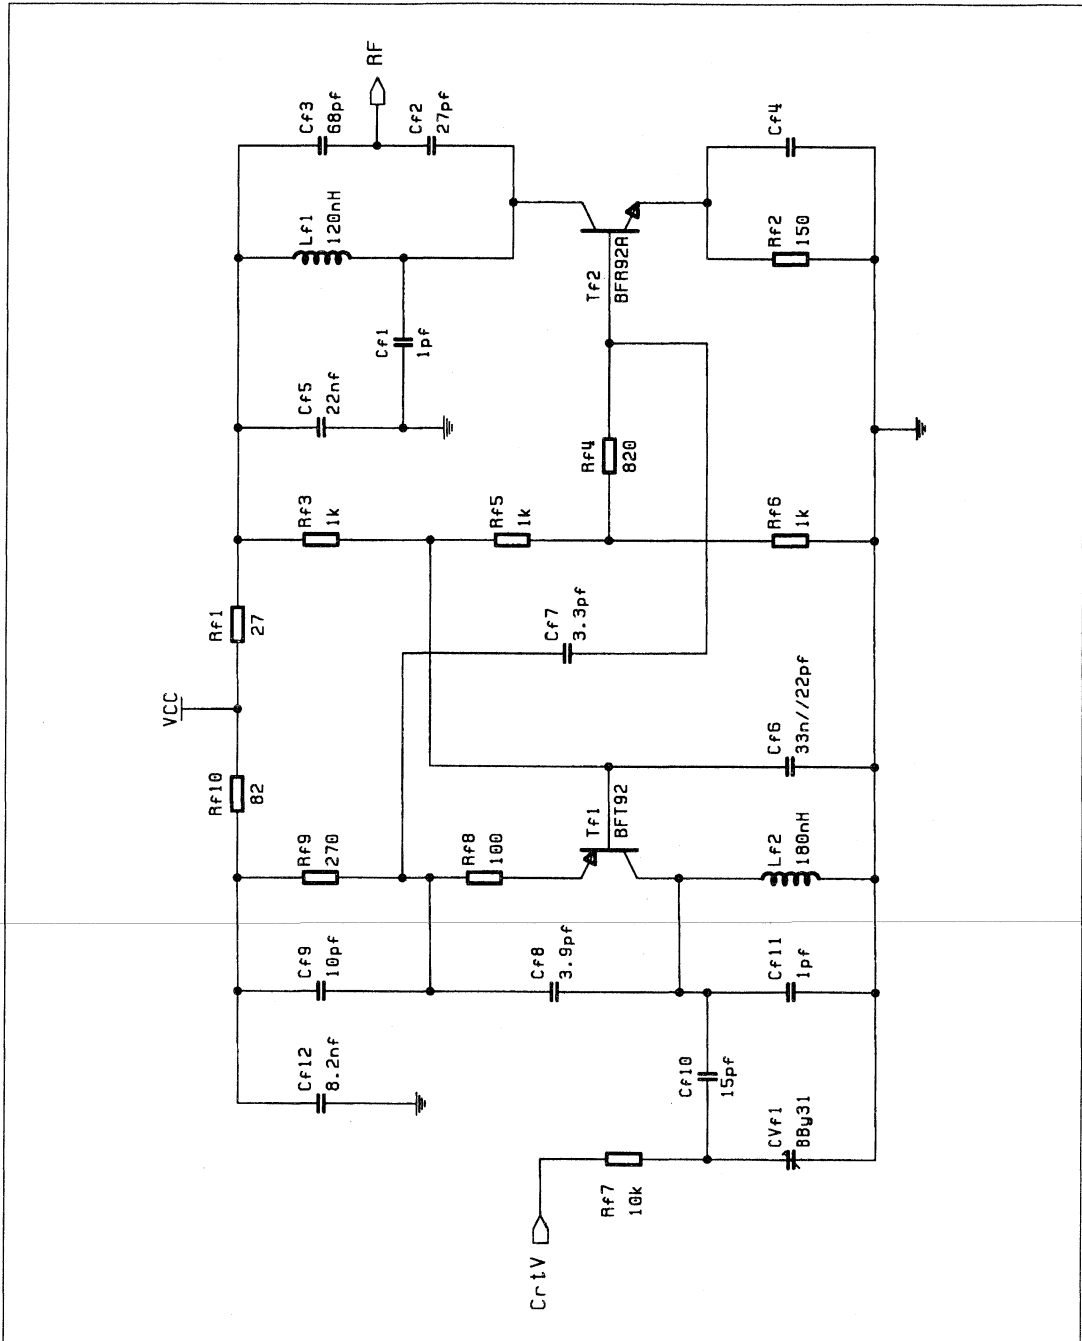 RF
Cf3
68pf
Cf2
27pf
Cf4
Lf1
120nH
Tf2
BFR92A
Rf2
150
Cf1
1pf
Cf5
22nf
Rf4
820
Rf3
1k
Rf5
1k
Rf6
1k
Rf1
27
Cf7
3.3pf
VCC
Cf6
33n//22pf
Rf10
82
Tf1
BFT92
Rf9
270
Rf8
100
Lf2
180nH
Cf9
10pf
Cf8
3.9pf
Cf11
1pf
Cf12
8.2nf
Cf10
15pf
CVf1
BBy31
Rf7
10k
CrtV